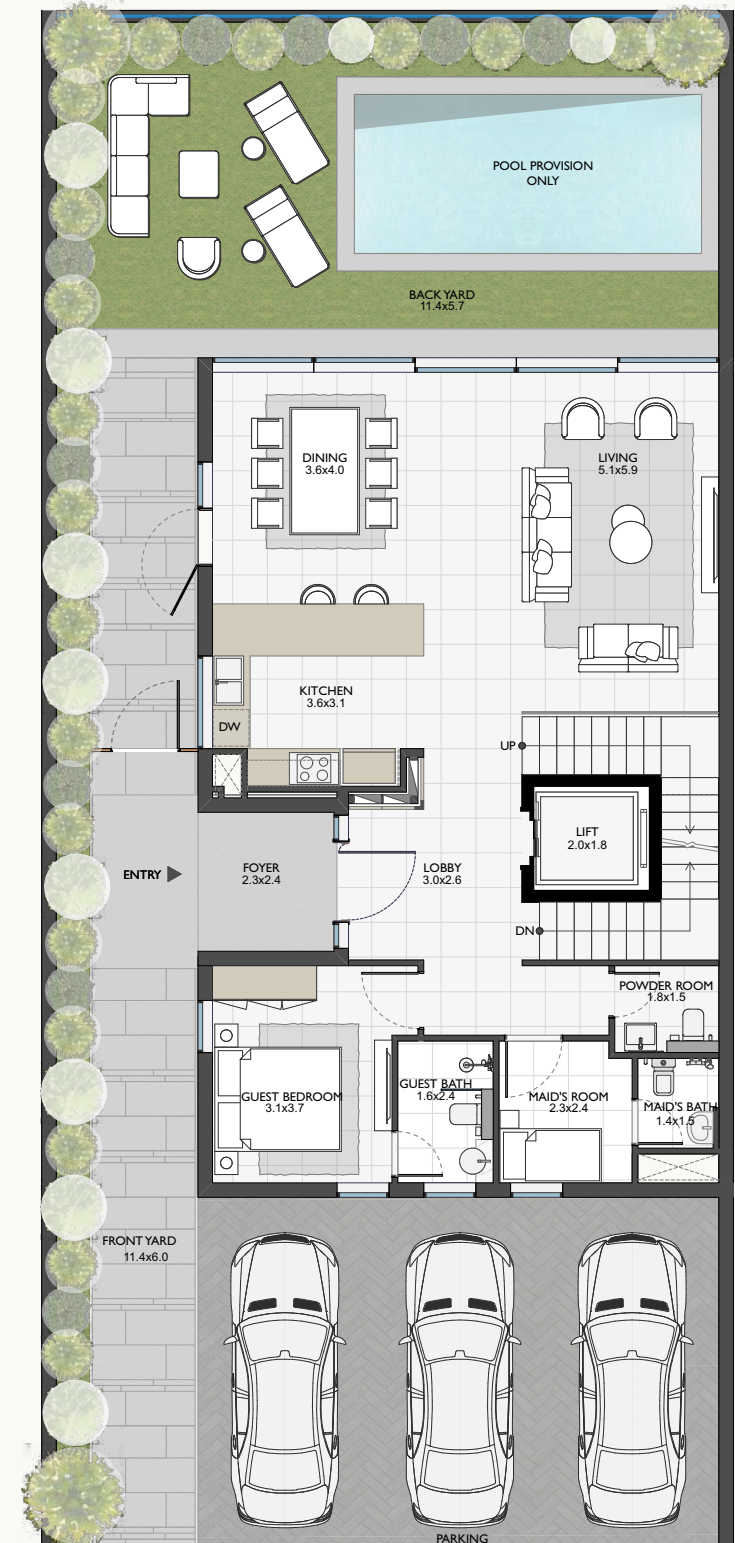 POOL PROVISION
ONLY
BACK YARD
11.4x5.7
DINING
3.6x4.0
LIVING
5.1x5.9
KITCHEN
3.6x3.1
DW
UP
LIFT
2.0x1.8
ENTRY
FOYER
2.3x2.4
LOBBY
3.0x2.6
DN
POWDER ROOM
1.8x1.5
GUEST BEDROOM
3.1x3.7
GUEST BATH
1.6x2.4
MAID'S ROOM
2.3x2.4
MAID'S BATH
1.4x1.5
FRONT YARD
11.4x6.0
PARKING